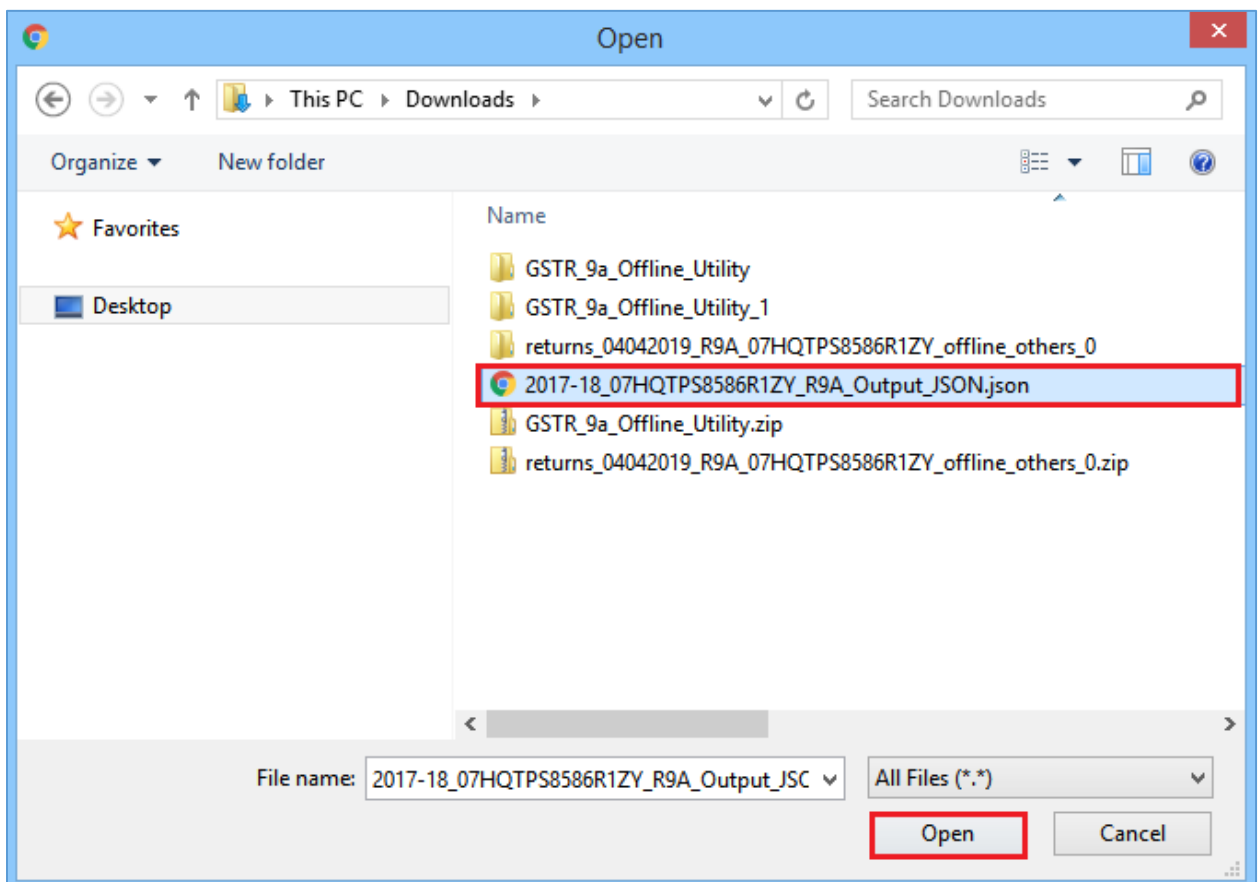 Open
This PC Downloads
Search Downloads
Organize New folder
Favorites
Desktop
Name
GSTR_9a_Offline_Utility
GSTR_9a_Offline_Utility_1
returns_04042019_R9A_07HQTPS8586R1ZY_offline_others_0
2017-18_07HQTPS8586R1ZY_R9A_Output_JSON.json
GSTR_9a_Offline_Utility.zip
returns_04042019_R9A_07HQTPS8586R1ZY_offline_others_0.zip
File name: 2017-18_07HQTPS8586R1ZY_R9A_Output_JSC
All Files (*.*)
Open Cancel